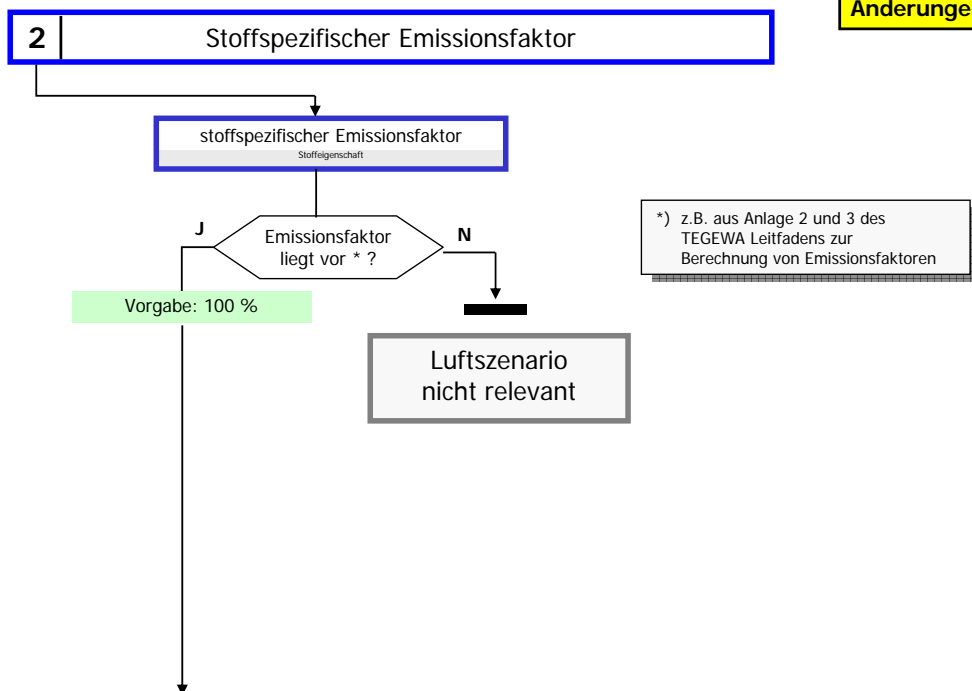 Änderunge
2 Stoffspezifischer Emissionsfaktor
stoffspezifischer Emissionsfaktor
Stoffeigenschaft
J
Emissionsfaktor
liegt vor * ?
N
*) z.B. aus Anlage 2 und 3 des
TEGEWA Leitfadens zur
Berechnung von Emissionsfaktoren
Vorgabe: 100 %
Luftszenario
nicht relevant